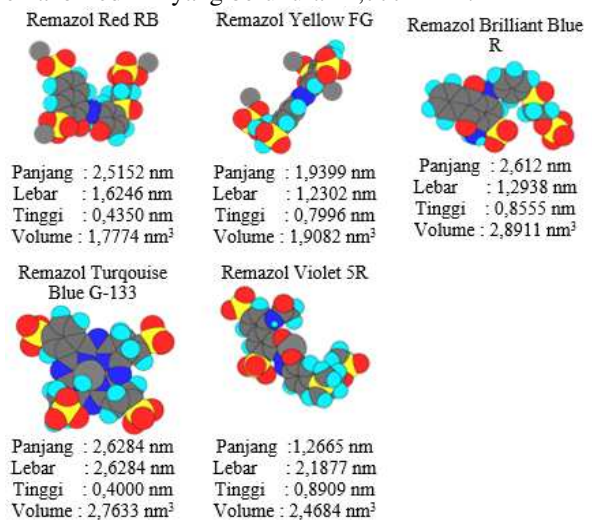 Remazol Red RB
Panjang : 2,5152 nm
Lebar : 1,6246 nm
Tinggi : 0,4350 nm
Volume : 1,7774 nm³
Remazol Yellow FG
Panjang : 1,9399 nm
Lebar : 1,2302 nm
Tinggi : 0,7996 nm
Volume : 1,9082 nm³
Remazol Brilliant Blue
R
Panjang : 2,612 nm
Lebar : 1,2938 nm
Tinggi : 0,8555 nm
Volume : 2,8911 nm³
Remazol Turqouise
Blue G-133
Panjang : 2,6284 nm
Lebar : 2,6284 nm
Tinggi : 0,4000 nm
Volume : 2,7633 nm³
Remazol Violet 5R
Panjang :1,2665 nm
Lebar : 2,1877 nm
Tinggi : 0,8909 nm
Volume : 2,4684 nm³